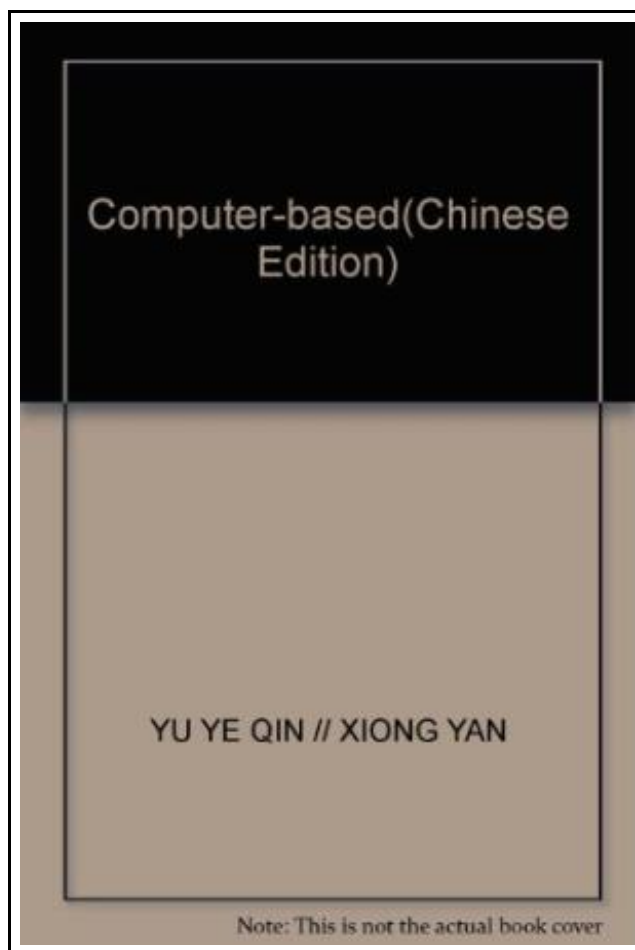 Computer-based(Chinese
Edition)
YU YE QIN // XIONG YAN
Note: This is not the actual book cover